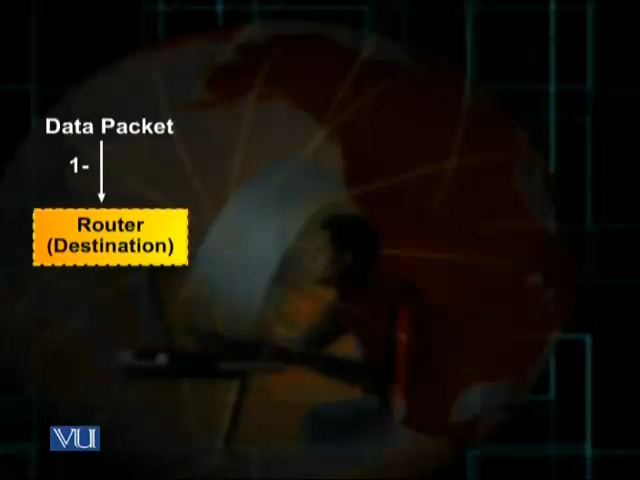 Data Packet
1-
Router
(Destination)
VU